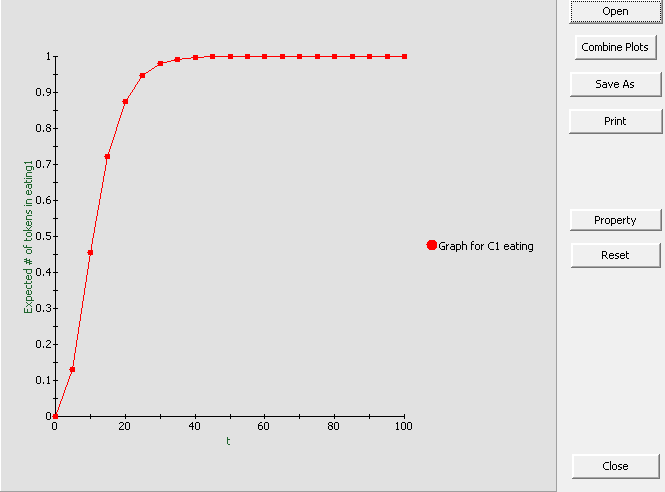 Open
Combine Plots
Save As
Print
Property
Reset
Close
1
0.9
0.8
0.7
0.6
0.5
0.4
0.3
0.2
0.1
0
Expected # of tokens in eating1
0 20 40 60 80 100
t
Graph for C1 eating